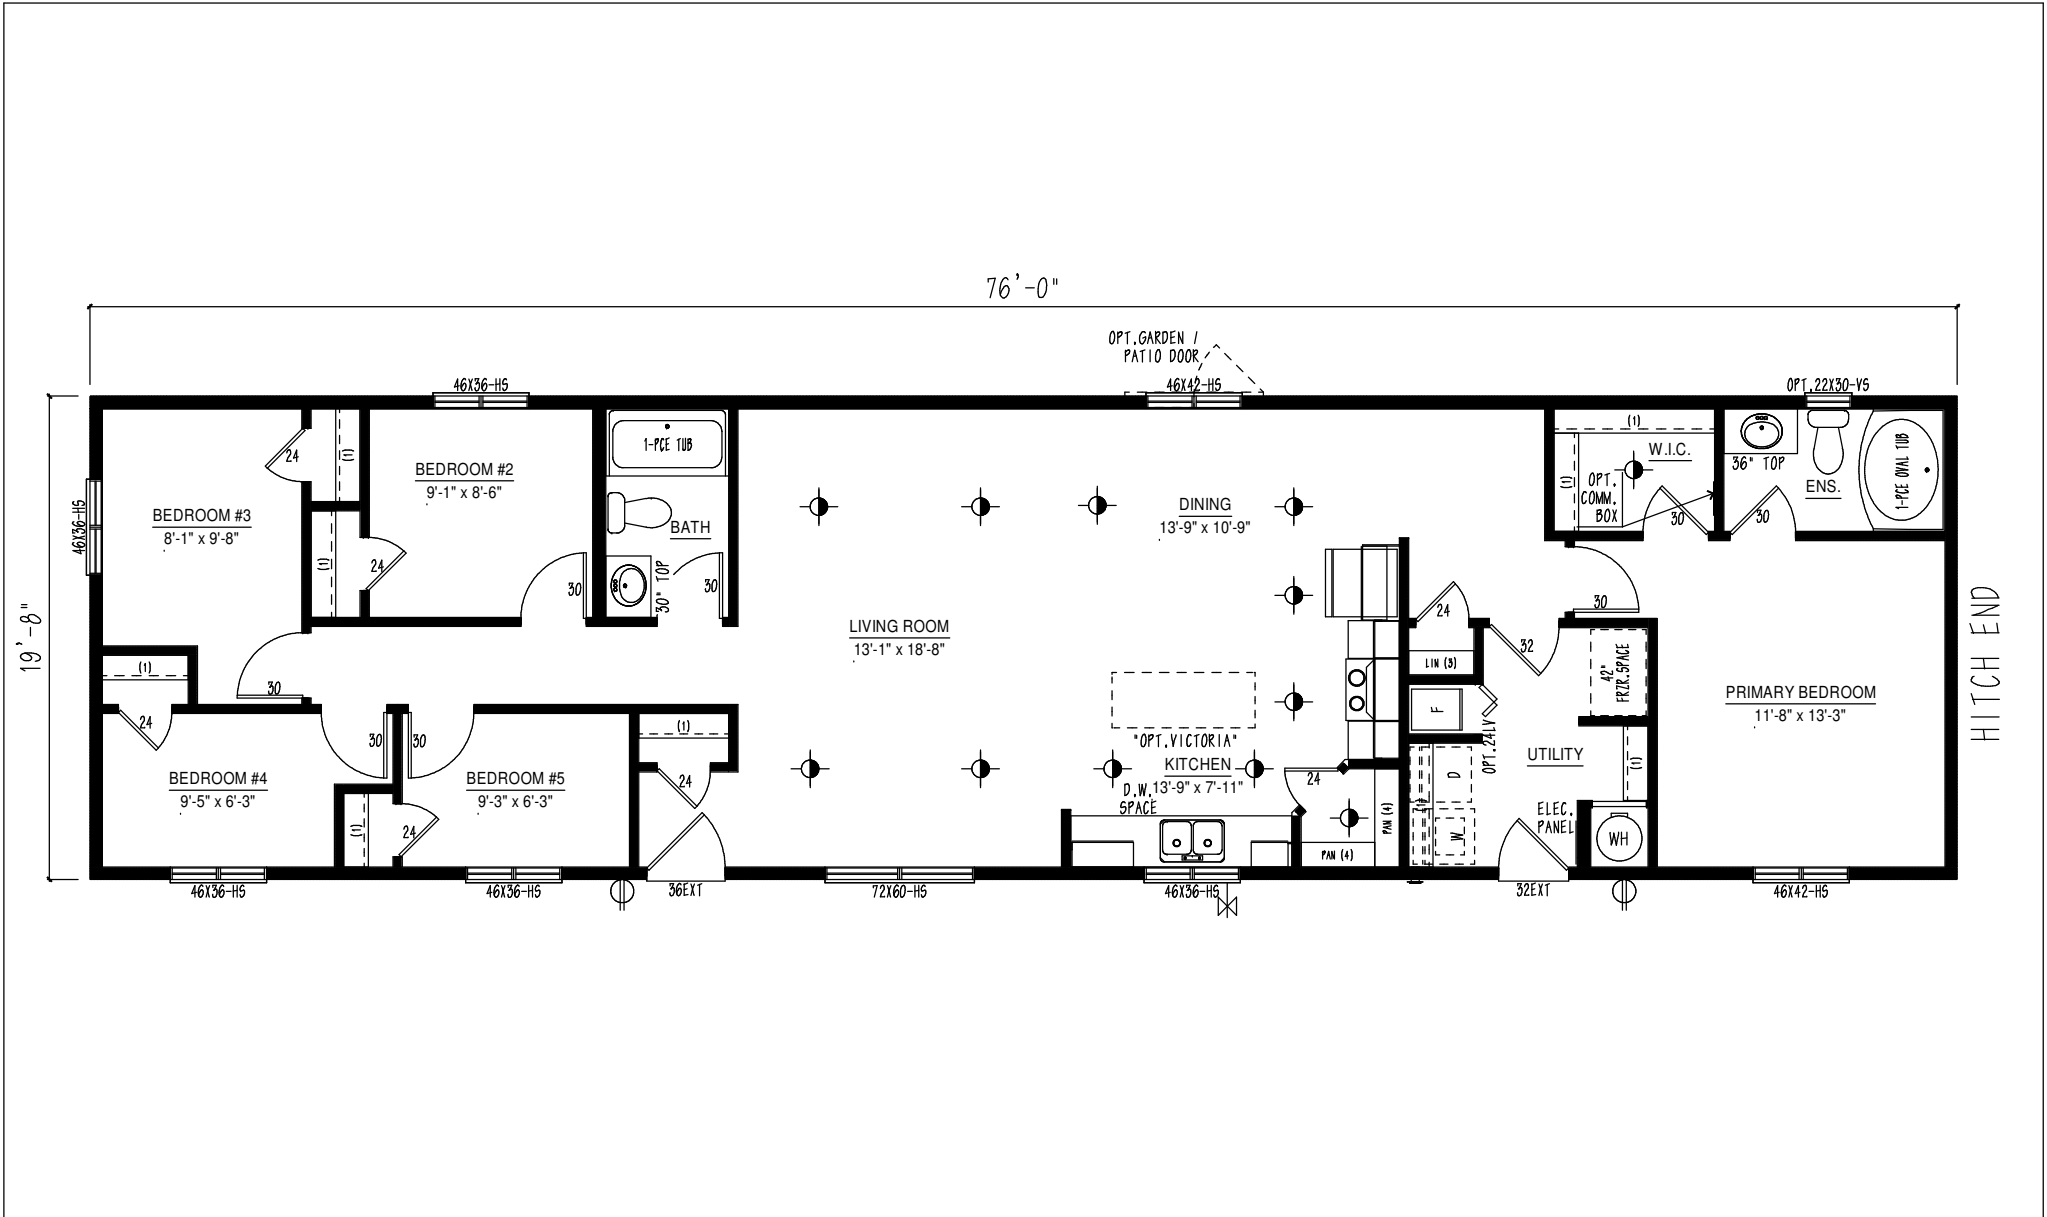 76'-0"
OPT.GARDEN /
PATIO DOOR
46X36-HS
46X42-HS
OPT.22X30-VS
19'-8"
HITCH END
46X36-HS
BEDROOM #3
8'-1" x 9'-8"
24
(1)
(1)
24
BEDROOM #2
9'-1" x 8'-6"
30
1-PCE TUB
BATH
30" TOP
30
LIVING ROOM
13'-1" x 18'-8"
DINING
13'-9" x 10'-9"
(1)
W.I.C.
(1)
OPT.
COMM.
BOX
30
36" TOP
ENS.
30
1-PCE OVAL TUB
30
24
LIN (3)
32
42"
FRZR.SPACE
PRIMARY BEDROOM
11'-8" x 13'-3"
(1)
30
24
BEDROOM #4
9'-5" x 6'-3"
30
30
BEDROOM #5
9'-3" x 6'-3"
(1)
24
(1)
24
"OPT.VICTORIA"
KITCHEN
13'-9" x 7'-11"
D.W.
SPACE
24
PAN (4)
PAN (4)
F
OPT.24LV
UTILITY
(1)
D
(1)
W
ELEC.
PANEL
WH
46X36-HS
46X36-HS
36EXT
72X60-HS
46X36-HS
32EXT
46X42-HS